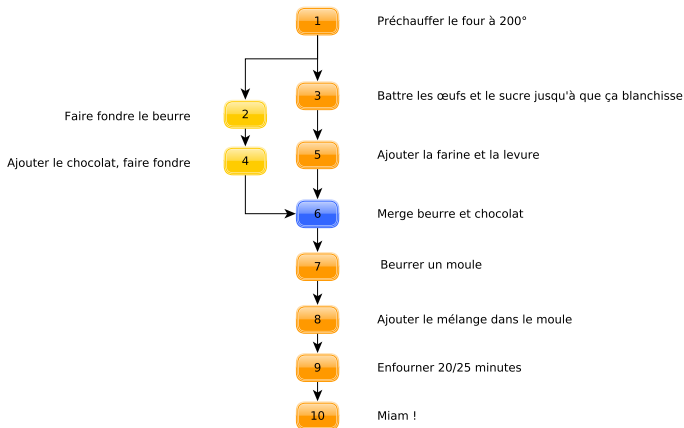 1 Préchauffer le four à 200°
3 Battre les œufs et le sucre jusqu'à que ça blanchisse
Faire fondre le beurre 2
5 Ajouter la farine et la levure
Ajouter le chocolat, faire fondre 4
6 Merge beurre et chocolat
7 Beurrer un moule
8 Ajouter le mélange dans le moule
9 Enfourner 20/25 minutes
10 Miam !